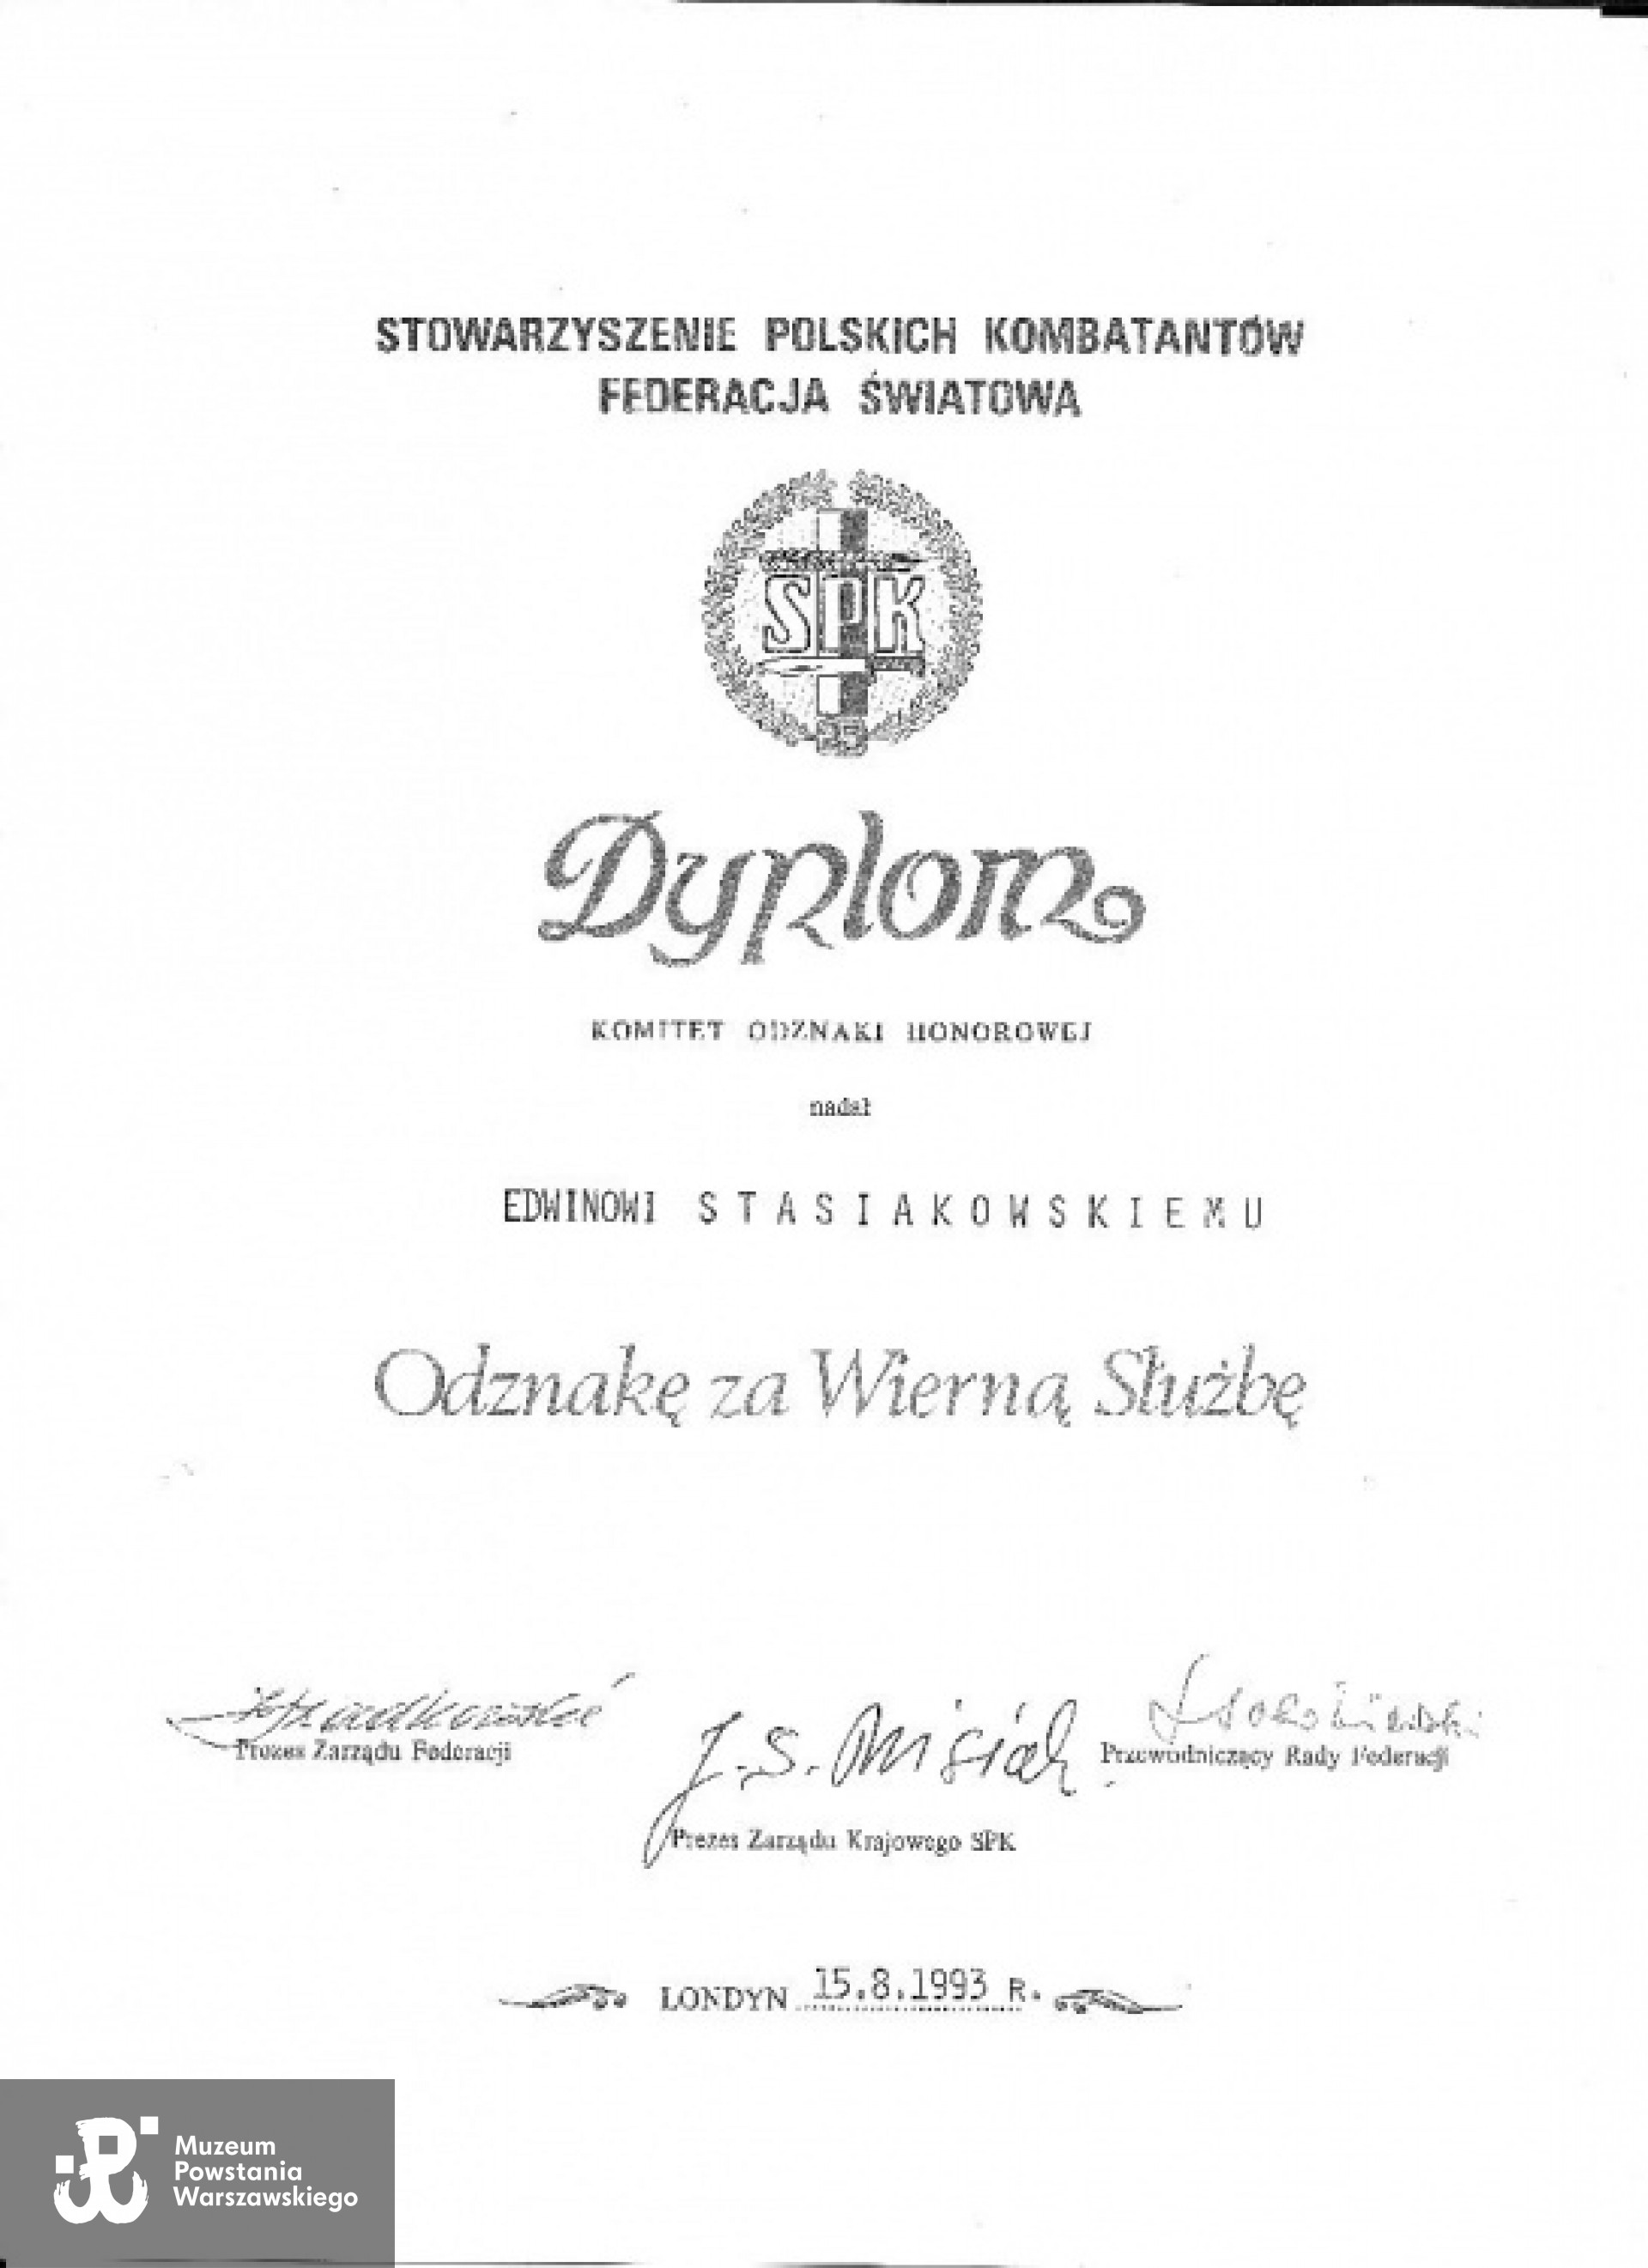 STOWARZYSZENIE POLSKICH KOMBATANTÓW
FEDERACJA ŚWIATOWA
SPK
25
Dyplom
KOMITET ODZNAKI HONOROWEJ
nadał
EDWINOWI STASIAKOWSKIEMU
Odznakę za Wierną Służbę
Prezes Zarządu Federacji
J. S. Misiak
Przewodniczący Rady Federacji
Prezes Zarządu Krajowego SPK
LONDYN 15.8.1993 R.
Muzeum
Powstania
Warszawskiego